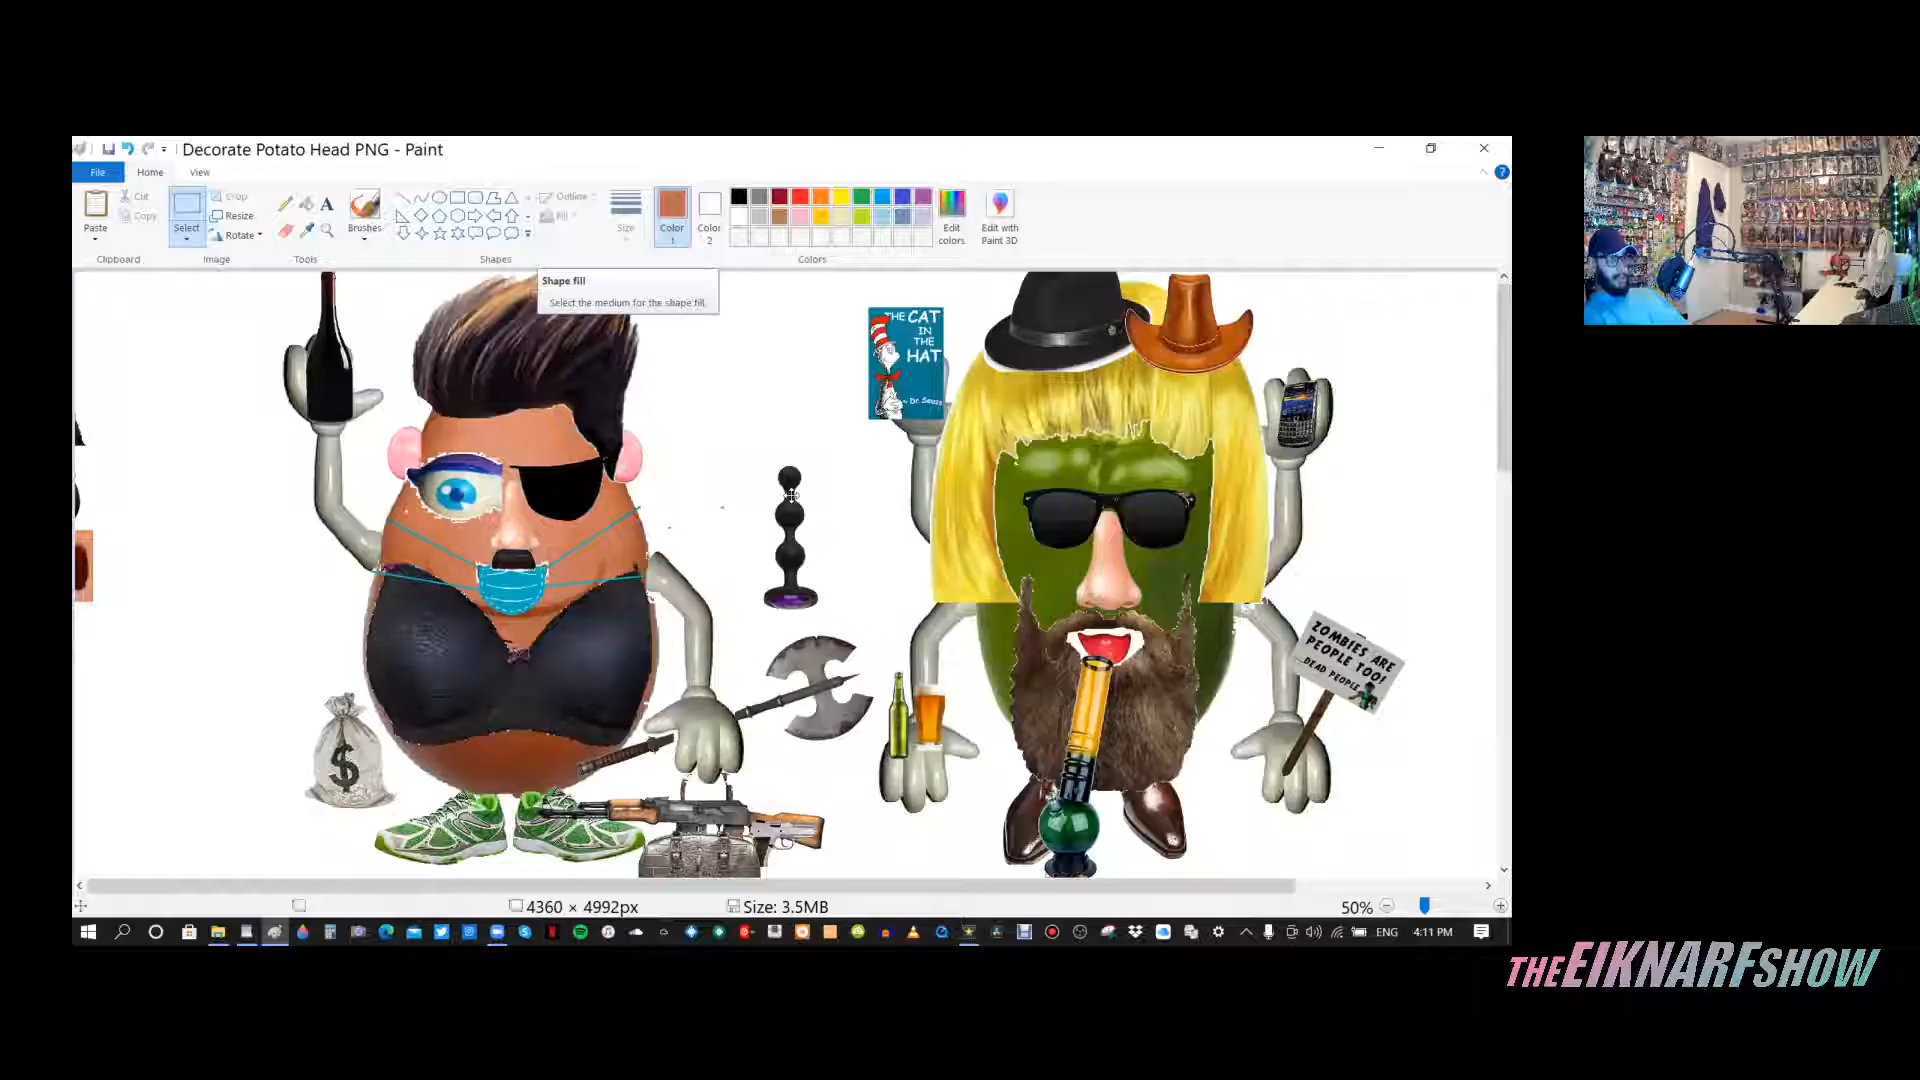 Decorate Potato Head PNG - Paint
File
Home
View
Paste
Cut
Copy
Clipboard
Select
Crop
Resize
Rotate
Image
Tools
Brushes
Shapes
Outline
Fill
Size
Color
1
Color
2
Colors
Edit
colors
Edit with
Paint 3D
Shape fill
Select the medium for the shape fill.
THE CAT
IN
THE
HAT
Dr. Seuss
$
ZOMBIES ARE
PEOPLE TOO!
DEAD PEOPLE
4360 × 4992px
Size: 3.5MB
50%
ENG
4:11 PM
THE EIKNARF SHOW